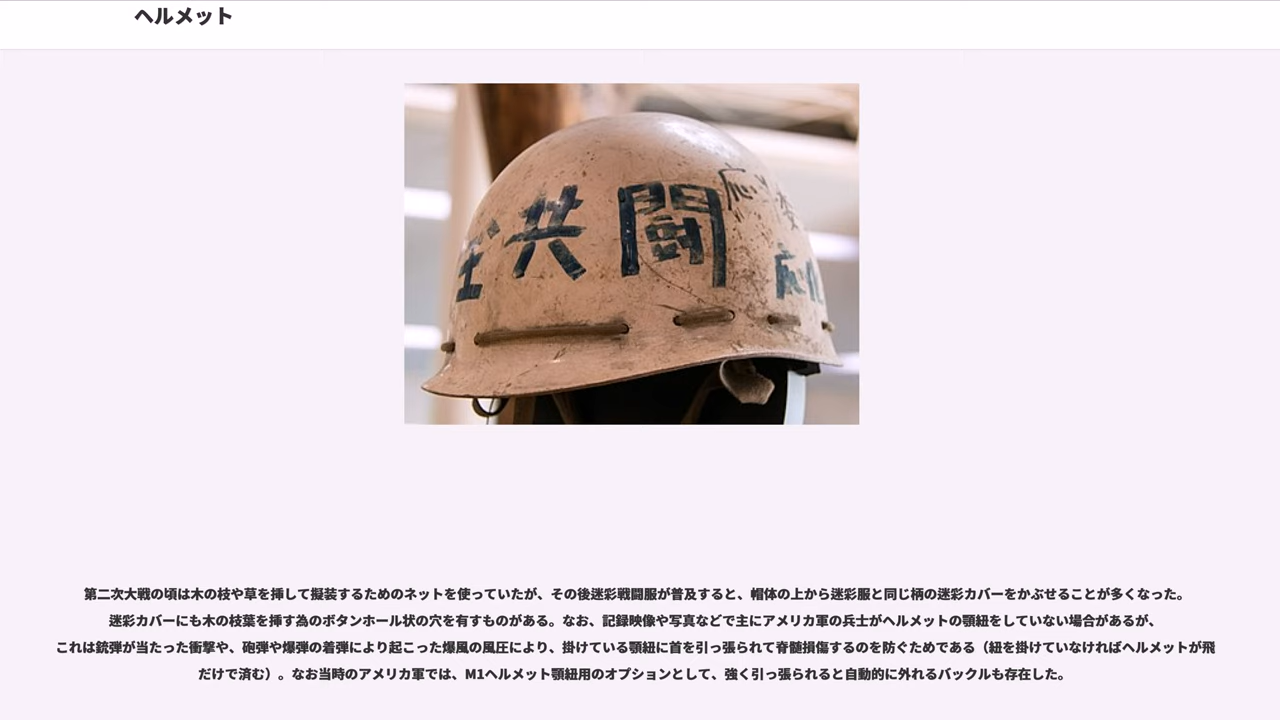 ヘルメット
全共闘
応
応化
第二次大戦の頃は木の枝や草を挿して擬装するためのネットを使っていたが、その後迷彩戦闘服が普及すると、帽体の上から迷彩服と同じ柄の迷彩カバーをかぶせることが多くなった。
迷彩カバーにも木の枝葉を挿す為のボタンホール状の穴を有すものがある。なお、記録映像や写真などで主にアメリカ軍の兵士がヘルメットの顎紐をしていない場合があるが、
これは銃弾が当たった衝撃や、砲弾や爆弾の着弾により起こった爆風の風圧により、掛けている顎紐に首を引っ張られて脊髄損傷するのを防ぐためである（紐を掛けていなければヘルメットが飛
だけで済む）。なお当時のアメリカ軍では、M1ヘルメット顎紐用のオプションとして、強く引っ張られると自動的に外れるバックルも存在した。